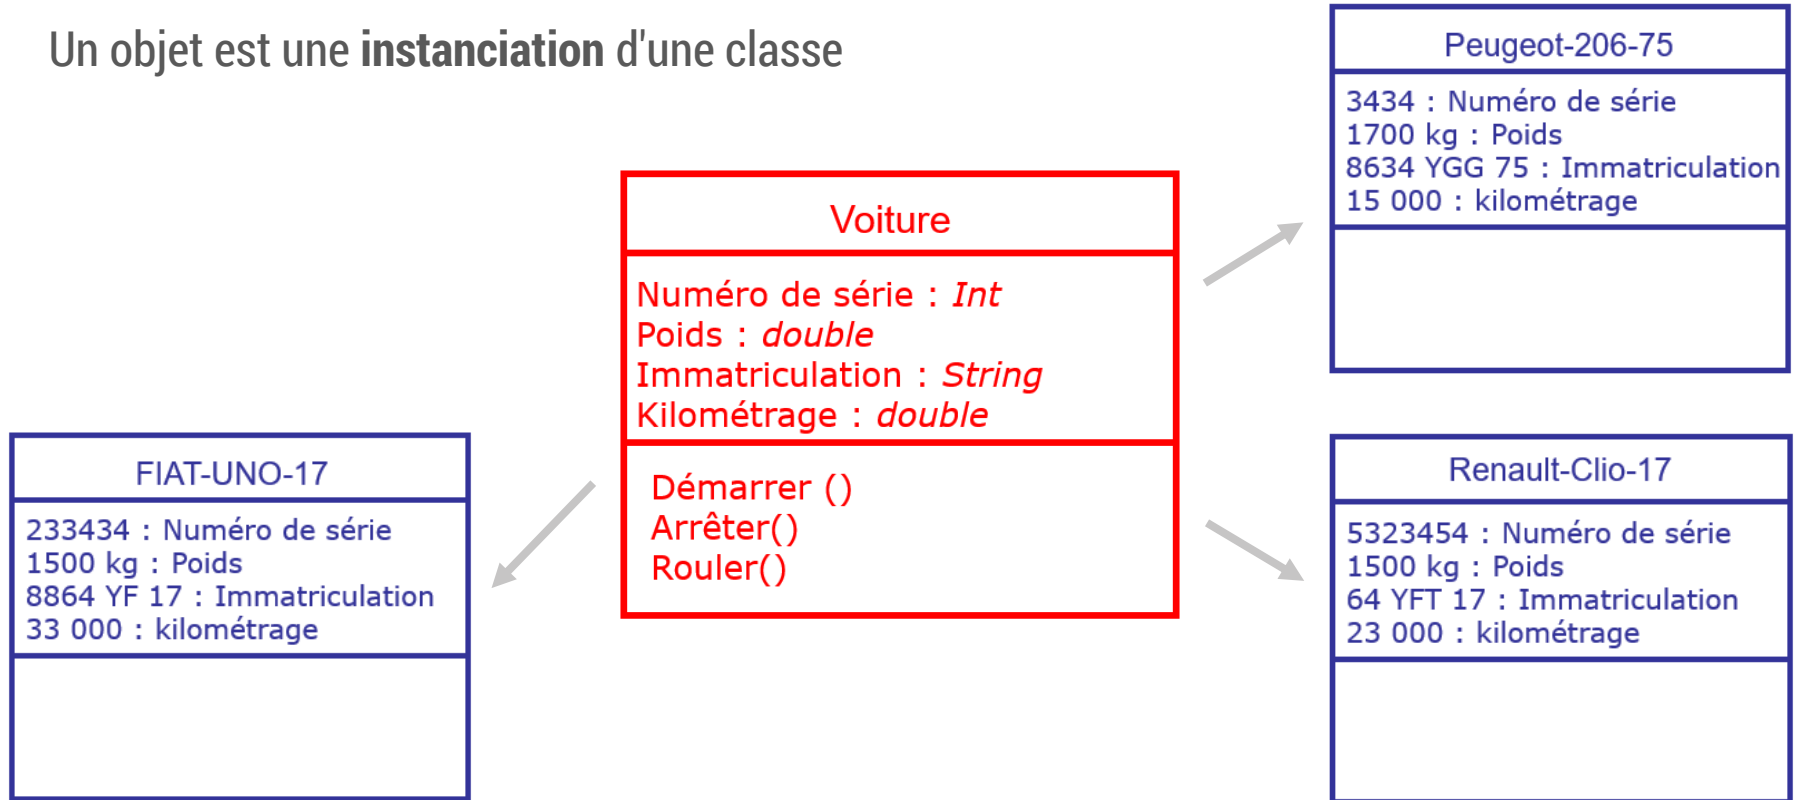 Un objet est une instanciation d'une classe
Peugeot-206-75
3434 : Numéro de série
1700 kg : Poids
8634 YGG 75 : Immatriculation
15 000 : kilométrage
Voiture
Numéro de série : Int
Poids : double
Immatriculation : String
Kilométrage : double
Démarrer ()
Arrêter()
Rouler()
FIAT-UNO-17
233434 : Numéro de série
1500 kg : Poids
8864 YF 17 : Immatriculation
33 000 : kilométrage
Renault-Clio-17
5323454 : Numéro de série
1500 kg : Poids
64 YFT 17 : Immatriculation
23 000 : kilométrage